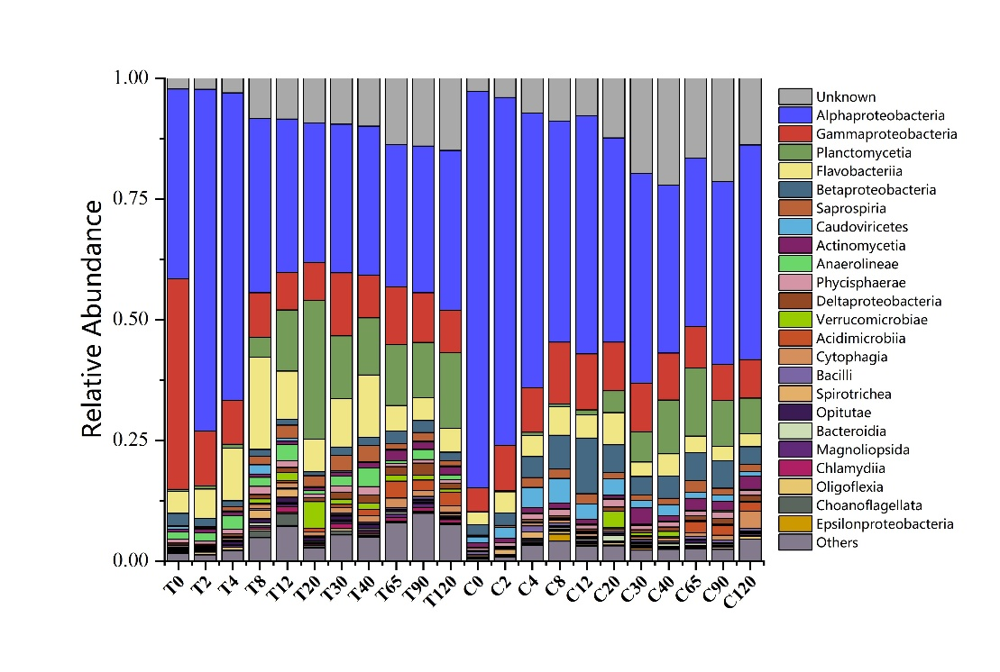 1.00
0.75
0.50
0.25
0.00
Relative Abundance
T0
T2
T4
T8
T12
T20
T30
T40
T65
T90
T120
C0
C2
C4
C8
C12
C20
C30
C40
C65
C90
C120
Unknown
Alphaproteobacteria
Gammaproteobacteria
Planctomycetia
Flavobacteriia
Betaproteobacteria
Saprospiria
Caudoviricetes
Actinomycetia
Anaerolineae
Phycisphaerae
Deltaproteobacteria
Verrucomicrobiae
Acidimicrobiia
Cytophagia
Bacilli
Spirotrichea
Opitutae
Bacteroidia
Magnoliopsida
Chlamydiia
Oligoflexia
Choanoflagellata
Epsilonproteobacteria
Others